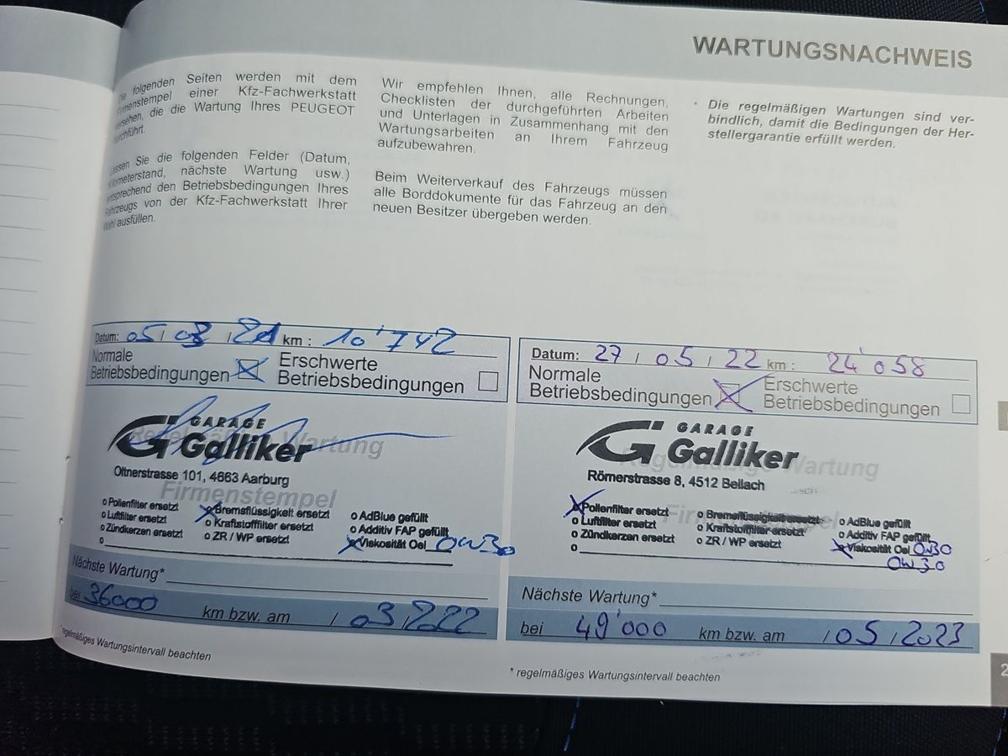 WARTUNGSNACHWEIS
folgenden Seiten werden mit dem
einer Kfz-Fachwerkstatt
die die Wartung Ihres PEUGEOT
Sie die folgenden Felder (Datum,
nächste Wartung usw.)
den Betriebsbedingungen Ihres
von der Kfz-Fachwerkstatt Ihrer
ausfüllen.
Wir empfehlen Ihnen, alle Rechnungen,
Checklisten der durchgeführten Arbeiten
und Unterlagen in Zusammenhang mit den
Wartungsarbeiten an Ihrem Fahrzeug
aufzubewahren.
Beim Weiterverkauf des Fahrzeugs müssen
alle Borddokumente für das Fahrzeug an den
neuen Besitzer übergeben werden.
Die regelmäßigen Wartungen sind ver-
bindlich, damit die Bedingungen der Her-
stellergarantie erfüllt werden.
Datum: 05 / 03 / 21 km : 10'742
Normale
Betriebsbedingungen
Erschwerte
Betriebsbedingungen
Regelmäßige Wartung
GARAGE
Galliker
Oltnerstrasse 101, 4663 Aarburg
Firmenstempel
o Pollenfilter ersetzt
o Luftfilter ersetzt
o Zündkerzen ersetzt
o
Bremsflüssigkeit ersetzt
o Kraftstofffilter ersetzt
o ZR / WP ersetzt
o AdBlue gefüllt
o Additiv FAP gefüllt
Viskosität Oel 0W30
Nächste Wartung*
bei 36000 km bzw. am / 03 / 2022
* regelmäßiges Wartungsintervall beachten
Datum: 27 / 05 / 22 km : 24'058
Normale
Betriebsbedingungen
Erschwerte
Betriebsbedingungen
Regelmäßige Wartung
GARAGE
Galliker
Römerstrasse 8, 4512 Bellach
Firmenstempel
Pollenfilter ersetzt
o Luftfilter ersetzt
o Zündkerzen ersetzt
o
o Bremsflüssigkeit ersetzt
o Kraftstofffilter ersetzt
o ZR / WP ersetzt
o AdBlue gefüllt
o Additiv FAP gefüllt
Viskosität Oel 0W30
0W30
Nächste Wartung*
bei 49'000 km bzw. am / 05 / 2023
* regelmäßiges Wartungsintervall beachten
2